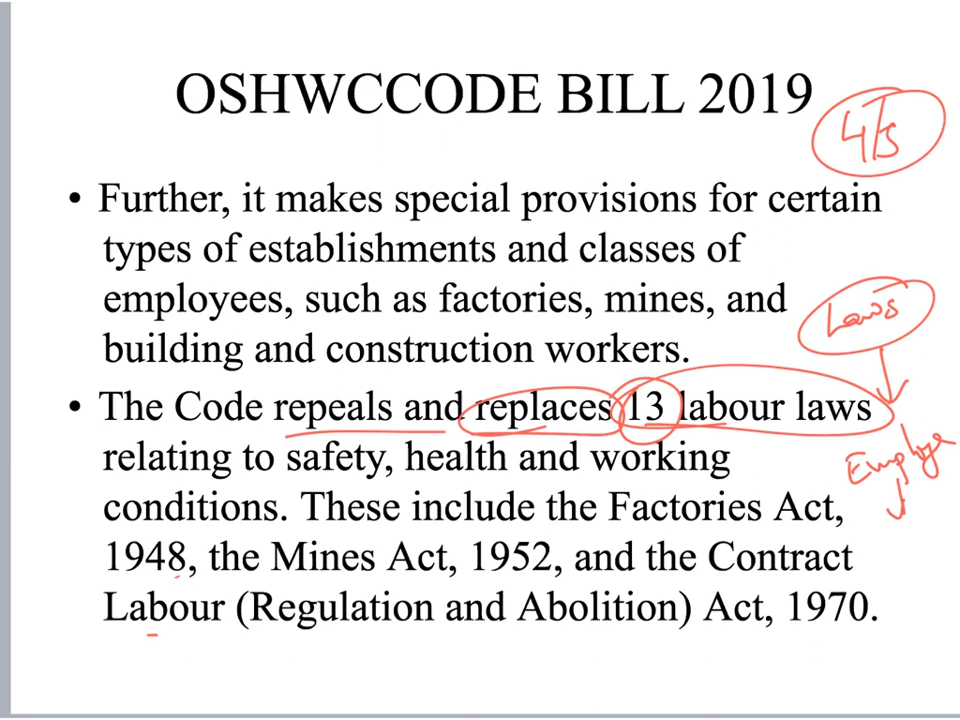 OSHWCCODE BILL 2019
• Further, it makes special provisions for certain
types of establishments and classes of
employees, such as factories, mines, and
building and construction workers.
Laws
• The Code repeals and replaces 13 labour laws
relating to safety, health and working
conditions. These include the Factories Act,
1948, the Mines Act, 1952, and the Contract
Labour (Regulation and Abolition) Act, 1970.